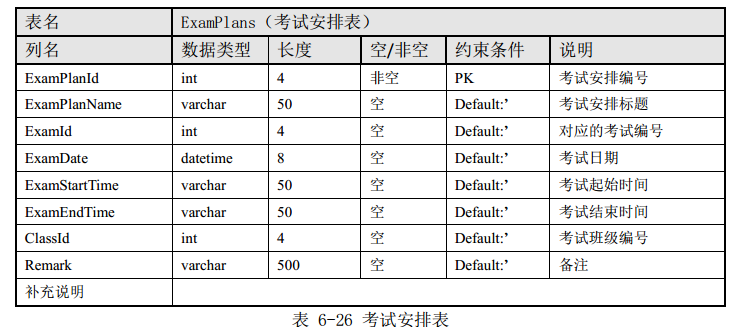 表名 ExamPlans（考试安排表）
列名 数据类型 长度 空/非空 约束条件 说明
ExamPlanId int 4 非空 PK 考试安排编号
ExamPlanName varchar 50 空 Default:’ 考试安排标题
ExamId int 4 空 Default:’ 对应的考试编号
ExamDate datetime 8 空 Default:’ 考试日期
ExamStartTime varchar 50 空 Default:’ 考试起始时间
ExamEndTime varchar 50 空 Default:’ 考试结束时间
ClassId int 4 空 Default:’ 考试班级编号
Remark varchar 500 空 Default:’ 备注
补充说明
表 6-26 考试安排表